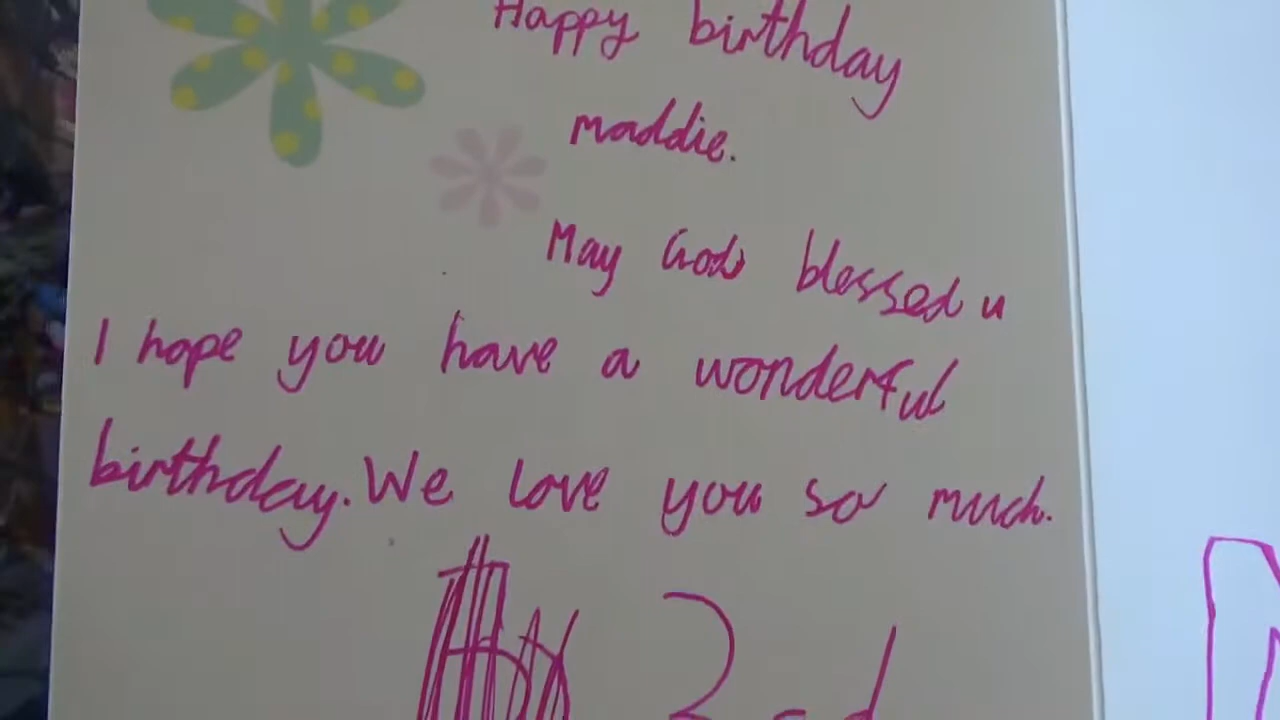 Happy birthday
maddie.
May God blessed u
I hope you have a wonderful
birthday. We love you so much.